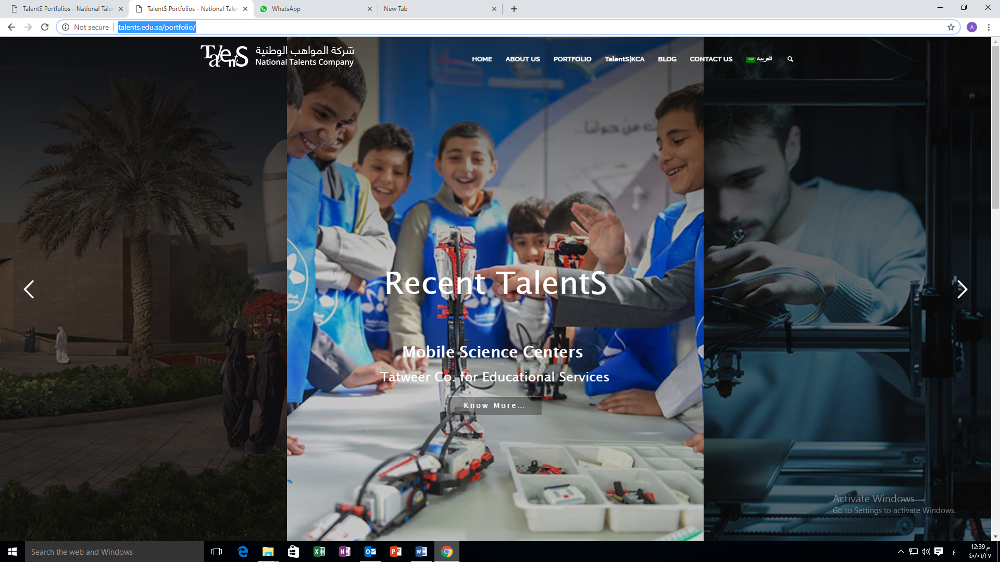 TalentS Portfolios - National Taler
TalentS Portfolios - National Taler
WhatsApp
New Tab
Not secure
talents.edu.sa/portfolio/
A
TalentS
شركة المواهب الوطنية
National Talents Company
HOME
ABOUT US
PORTFOLIO
TalentS|KCA
BLOG
CONTACT US
العربية
Recent TalentS
Mobile Science Centers
Tatweer Co. for Educational Services
Know More...
Activate Windows
Go to Settings to activate Windows.
Search the web and Windows
ع
12:39 م
٤٠/٠٦/٢٧